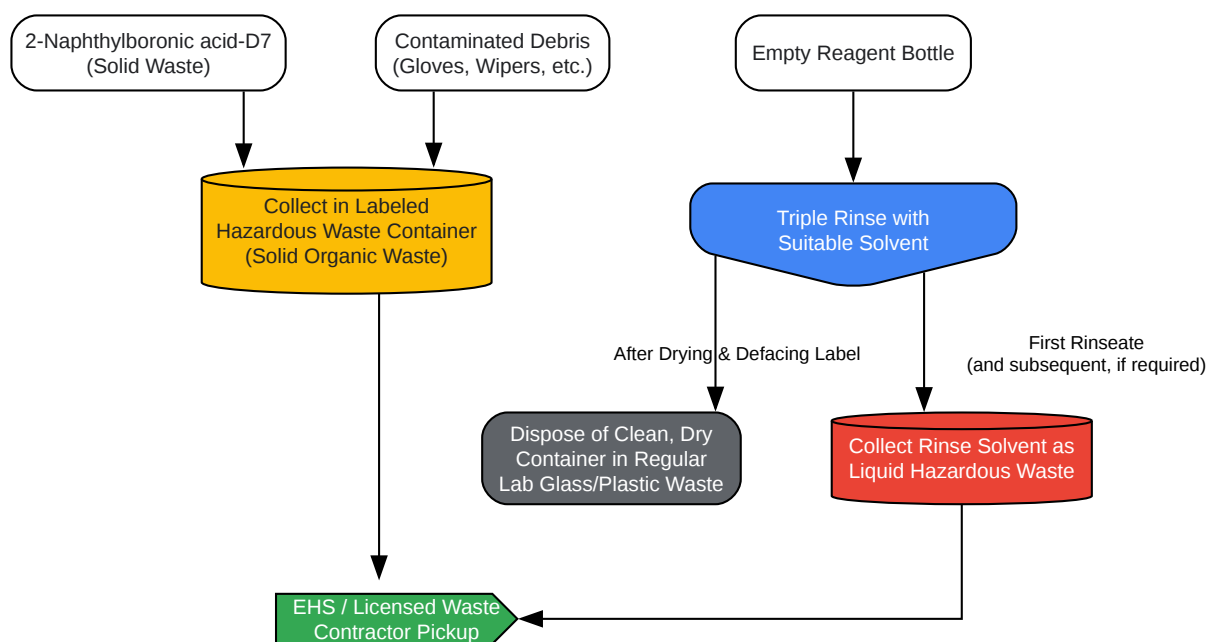 2-Naphthylboronic acid-D7
(Solid Waste)
Contaminated Debris
(Gloves, Wipers, etc.)
Empty Reagent Bottle
Collect in Labeled
Hazardous Waste Container
(Solid Organic Waste)
Triple Rinse with
Suitable Solvent
After Drying & Defacing Label
First Rinseate
(and subsequent, if required)
Dispose of Clean, Dry
Container in Regular
Lab Glass/Plastic Waste
Collect Rinse Solvent as
Liquid Hazardous Waste
EHS / Licensed Waste
Contractor Pickup